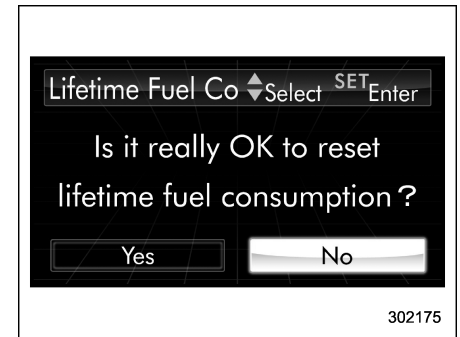 Lifetime Fuel Co Select SET Enter
Is it really OK to reset
lifetime fuel consumption ?
Yes No
302175